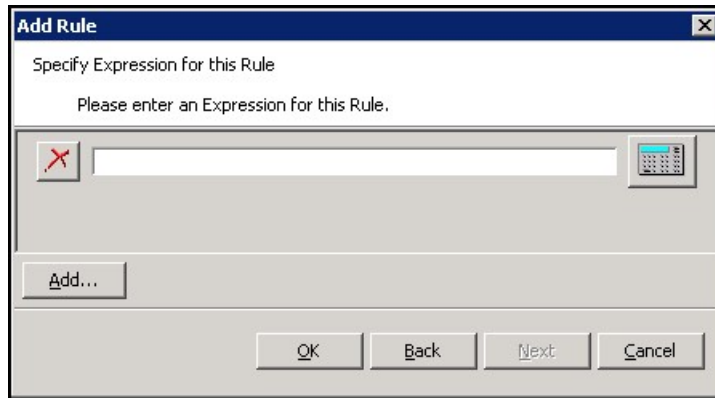 Add Rule
Specify Expression for this Rule
Please enter an Expression for this Rule.
Add...
OK Back Next Cancel